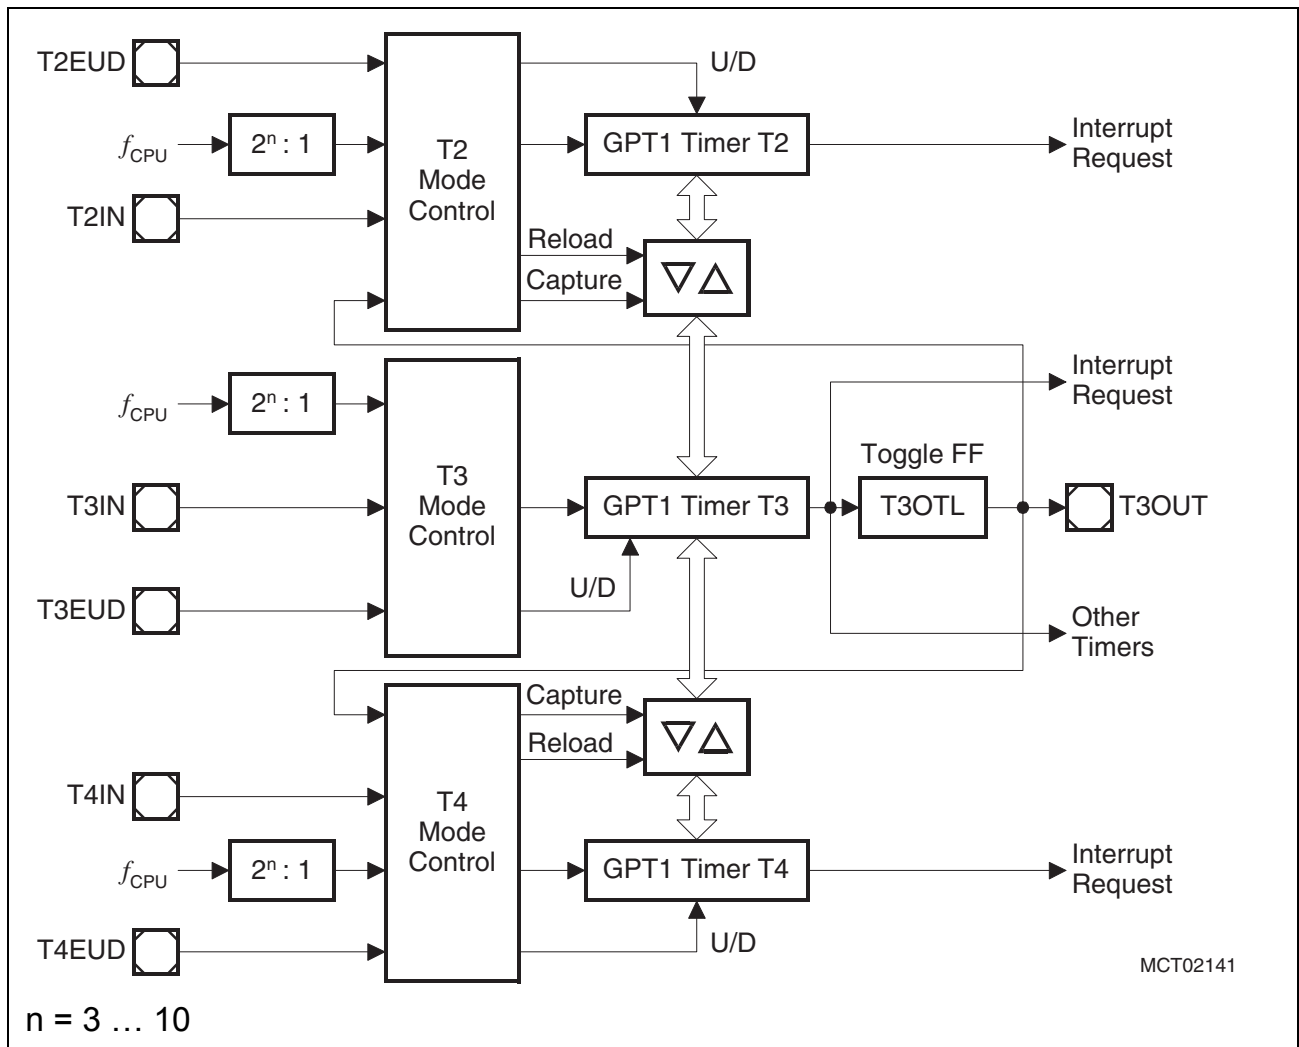 T2EUD
U/D
fCPU
2ⁿ : 1
T2
Mode
Control
GPT1 Timer T2
Interrupt
Request
T2IN
Reload
Capture
fCPU
2ⁿ : 1
Interrupt
Request
T3
Mode
Control
Toggle FF
T3IN
GPT1 Timer T3
T3OTL
T3OUT
U/D
T3EUD
Other
Timers
Capture
Reload
T4IN
T4
Mode
Control
fCPU
2ⁿ : 1
GPT1 Timer T4
Interrupt
Request
T4EUD
U/D
MCT02141
n = 3 … 10